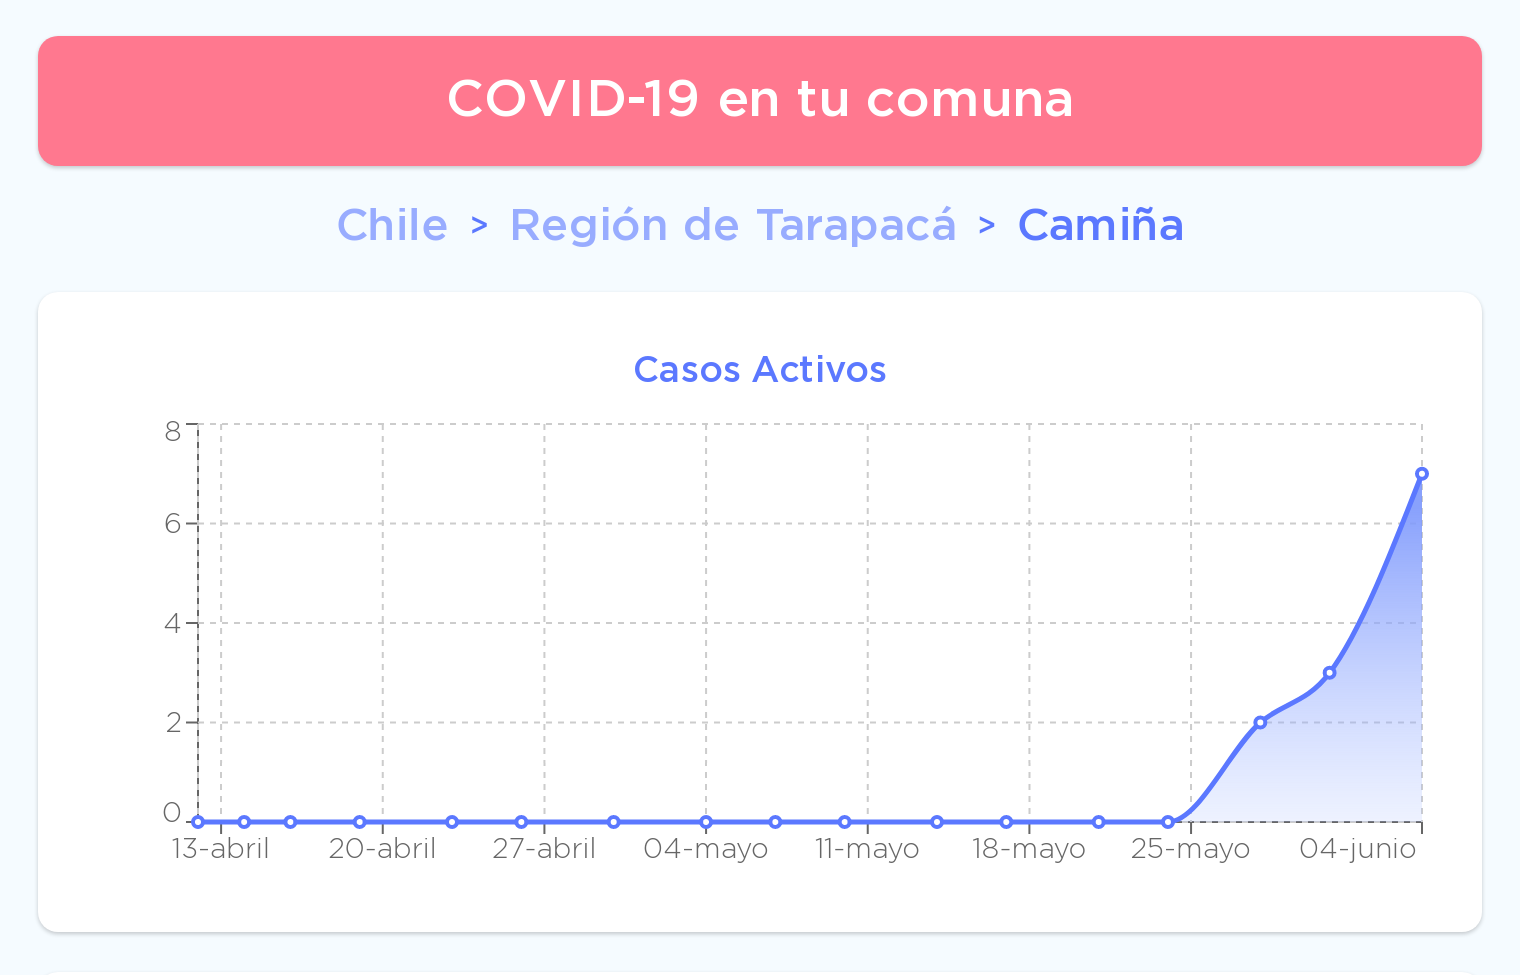 COVID-19 en tu comuna
Chile > Región de Tarapacá > Camiña
Casos Activos
8
6
4
2
0
13-abril 20-abril 27-abril 04-mayo 11-mayo 18-mayo 25-mayo 04-junio